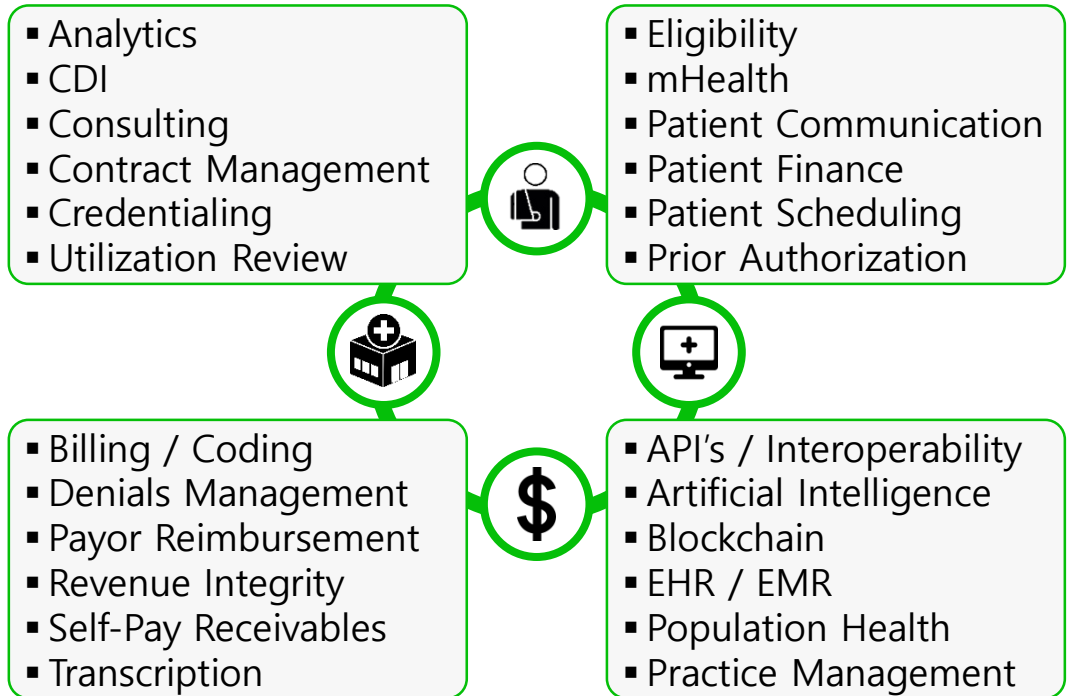 ▪ Analytics
▪ CDI
▪ Consulting
▪ Contract Management
▪ Credentialing
▪ Utilization Review
▪ Eligibility
▪ mHealth
▪ Patient Communication
▪ Patient Finance
▪ Patient Scheduling
▪ Prior Authorization
▪ Billing / Coding
▪ Denials Management
▪ Payor Reimbursement
▪ Revenue Integrity
▪ Self-Pay Receivables
▪ Transcription
$
▪ API's / Interoperability
▪ Artificial Intelligence
▪ Blockchain
▪ EHR / EMR
▪ Population Health
▪ Practice Management